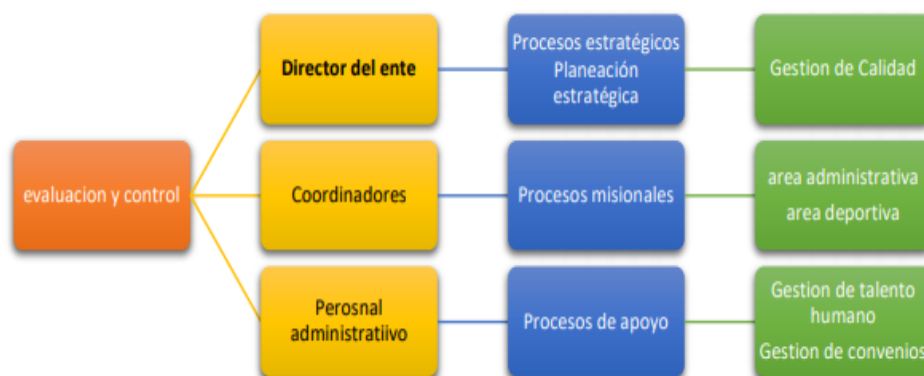 evaluacion y control
Director del ente
Procesos estratégicos
Planeación
estratégica
Gestion de Calidad
Coordinadores
Procesos misionales
area administrativa
area deportiva
Perosnal
administratiivo
Procesos de apoyo
Gestion de talento
humano
Gestion de convenios